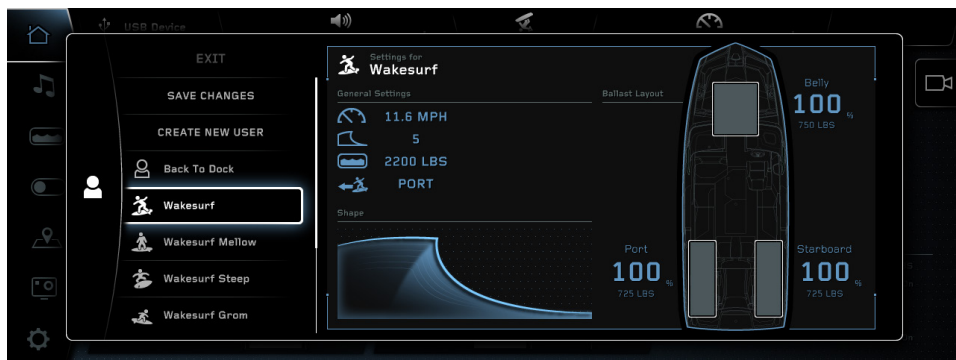 USB Device
EXIT
SAVE CHANGES
CREATE NEW USER
Back To Dock
Wakesurf
Wakesurf Mellow
Wakesurf Steep
Wakesurf Grom
Settings for
Wakesurf
General Settings
11.6 MPH
5
2200 LBS
PORT
Shape
Ballast Layout
Belly
100 %
750 LBS
Port
100 %
725 LBS
Starboard
100 %
725 LBS